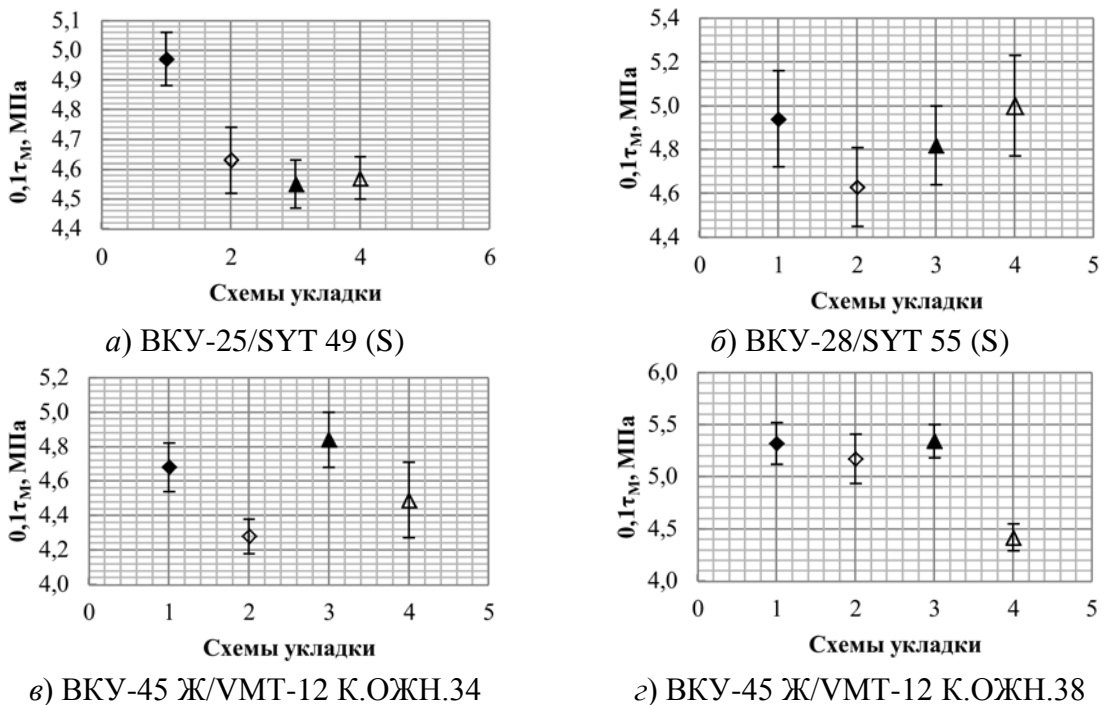 0,1τМ, МПа
5,1
5,0
4,9
4,8
4,7
4,6
4,5
4,4
0 2 4 6
Схемы укладки
а) ВКУ-25/SYT 49 (S)
0,1τМ, МПа
5,4
5,2
5,0
4,8
4,6
4,4
0 1 2 3 4 5
Схемы укладки
б) ВКУ-28/SYT 55 (S)
0,1τМ, МПа
5,2
5,0
4,8
4,6
4,4
4,2
4,0
0 1 2 3 4 5
Схемы укладки
в) ВКУ-45 Ж/VMT-12 К.ОЖН.34
0,1τМ, МПа
6,0
5,5
5,0
4,5
4,0
0 1 2 3 4 5
Схемы укладки
г) ВКУ-45 Ж/VMT-12 К.ОЖН.38